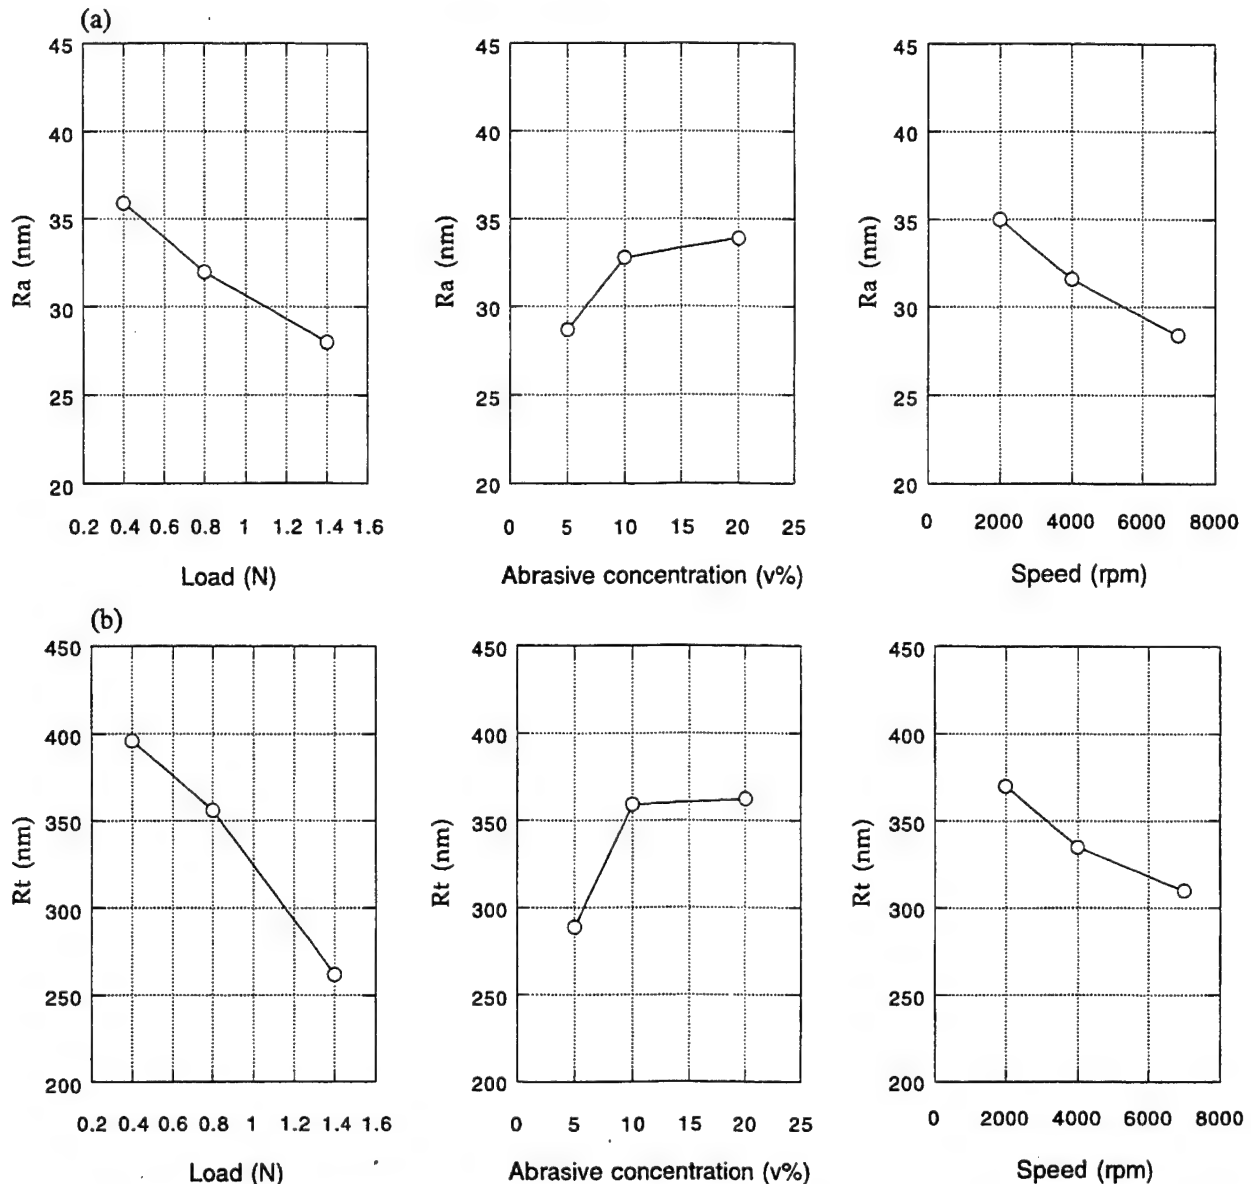 (a)
45
40
35
30
25
20
Ra (nm)
0.2 0.4 0.6 0.8 1 1.2 1.4 1.6
Load (N)
45
40
35
30
25
20
Ra (nm)
0 5 10 15 20 25
Abrasive concentration (v%)
45
40
35
30
25
20
Ra (nm)
0 2000 4000 6000 8000
Speed (rpm)
(b)
450
400
350
300
250
200
Rt (nm)
0.2 0.4 0.6 0.8 1 1.2 1.4 1.6
Load (N)
450
400
350
300
250
200
Rt (nm)
0 5 10 15 20 25
Abrasive concentration (v%)
450
400
350
300
250
200
Rt (nm)
0 2000 4000 6000 8000
Speed (rpm)